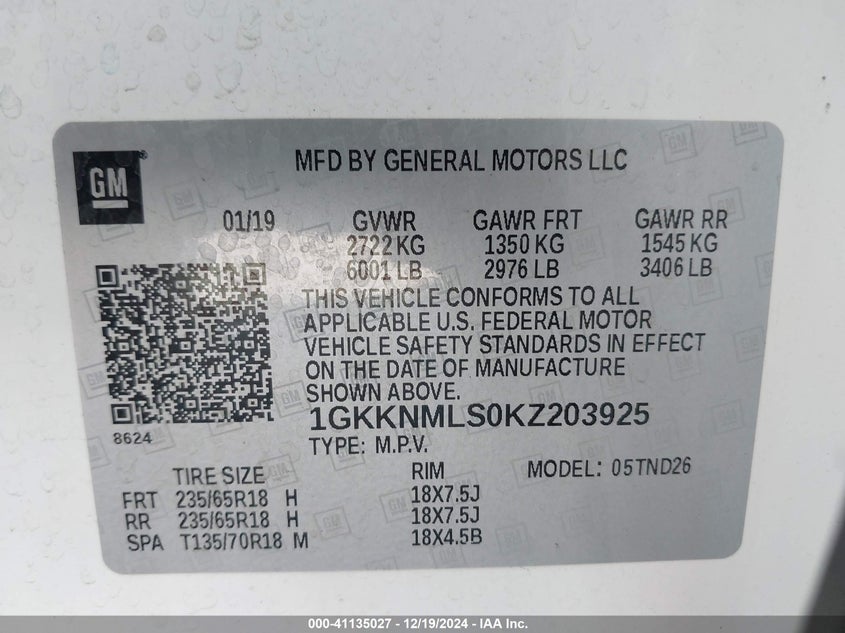 GM
MFD BY GENERAL MOTORS LLC
01/19 GVWR GAWR FRT GAWR RR
2722 KG 1350 KG 1545 KG
6001 LB 2976 LB 3406 LB
THIS VEHICLE CONFORMS TO ALL
APPLICABLE U.S. FEDERAL MOTOR
VEHICLE SAFETY STANDARDS IN EFFECT
ON THE DATE OF MANUFACTURE
SHOWN ABOVE.
8624
1GKKNMLS0KZ203925
TYPE: M.P.V.
TIRE SIZE RIM MODEL: 05TND26
FRT 235/65R18 H 18X7.5J
RR 235/65R18 H 18X7.5J
SPA T135/70R18 M 18X4.5B
000-41135027 - 12/19/2024 - IAA Inc.